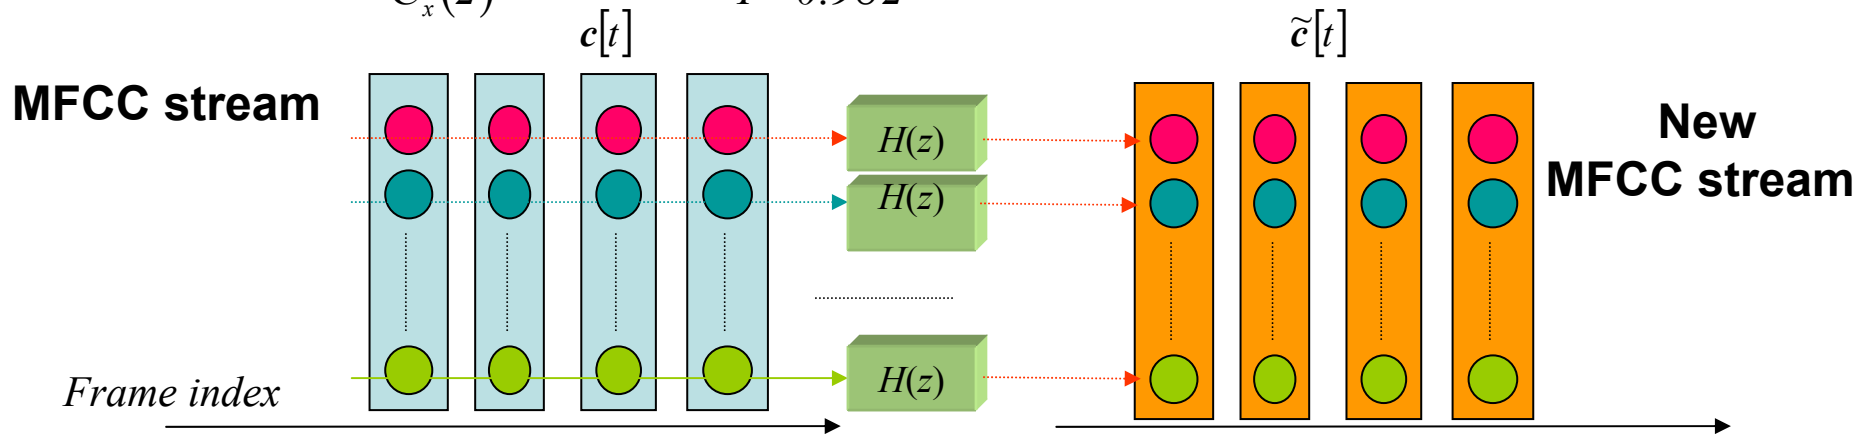 c[t]
c̃[t]
MFCC stream
New
MFCC stream
H(z)
H(z)
H(z)
Frame index